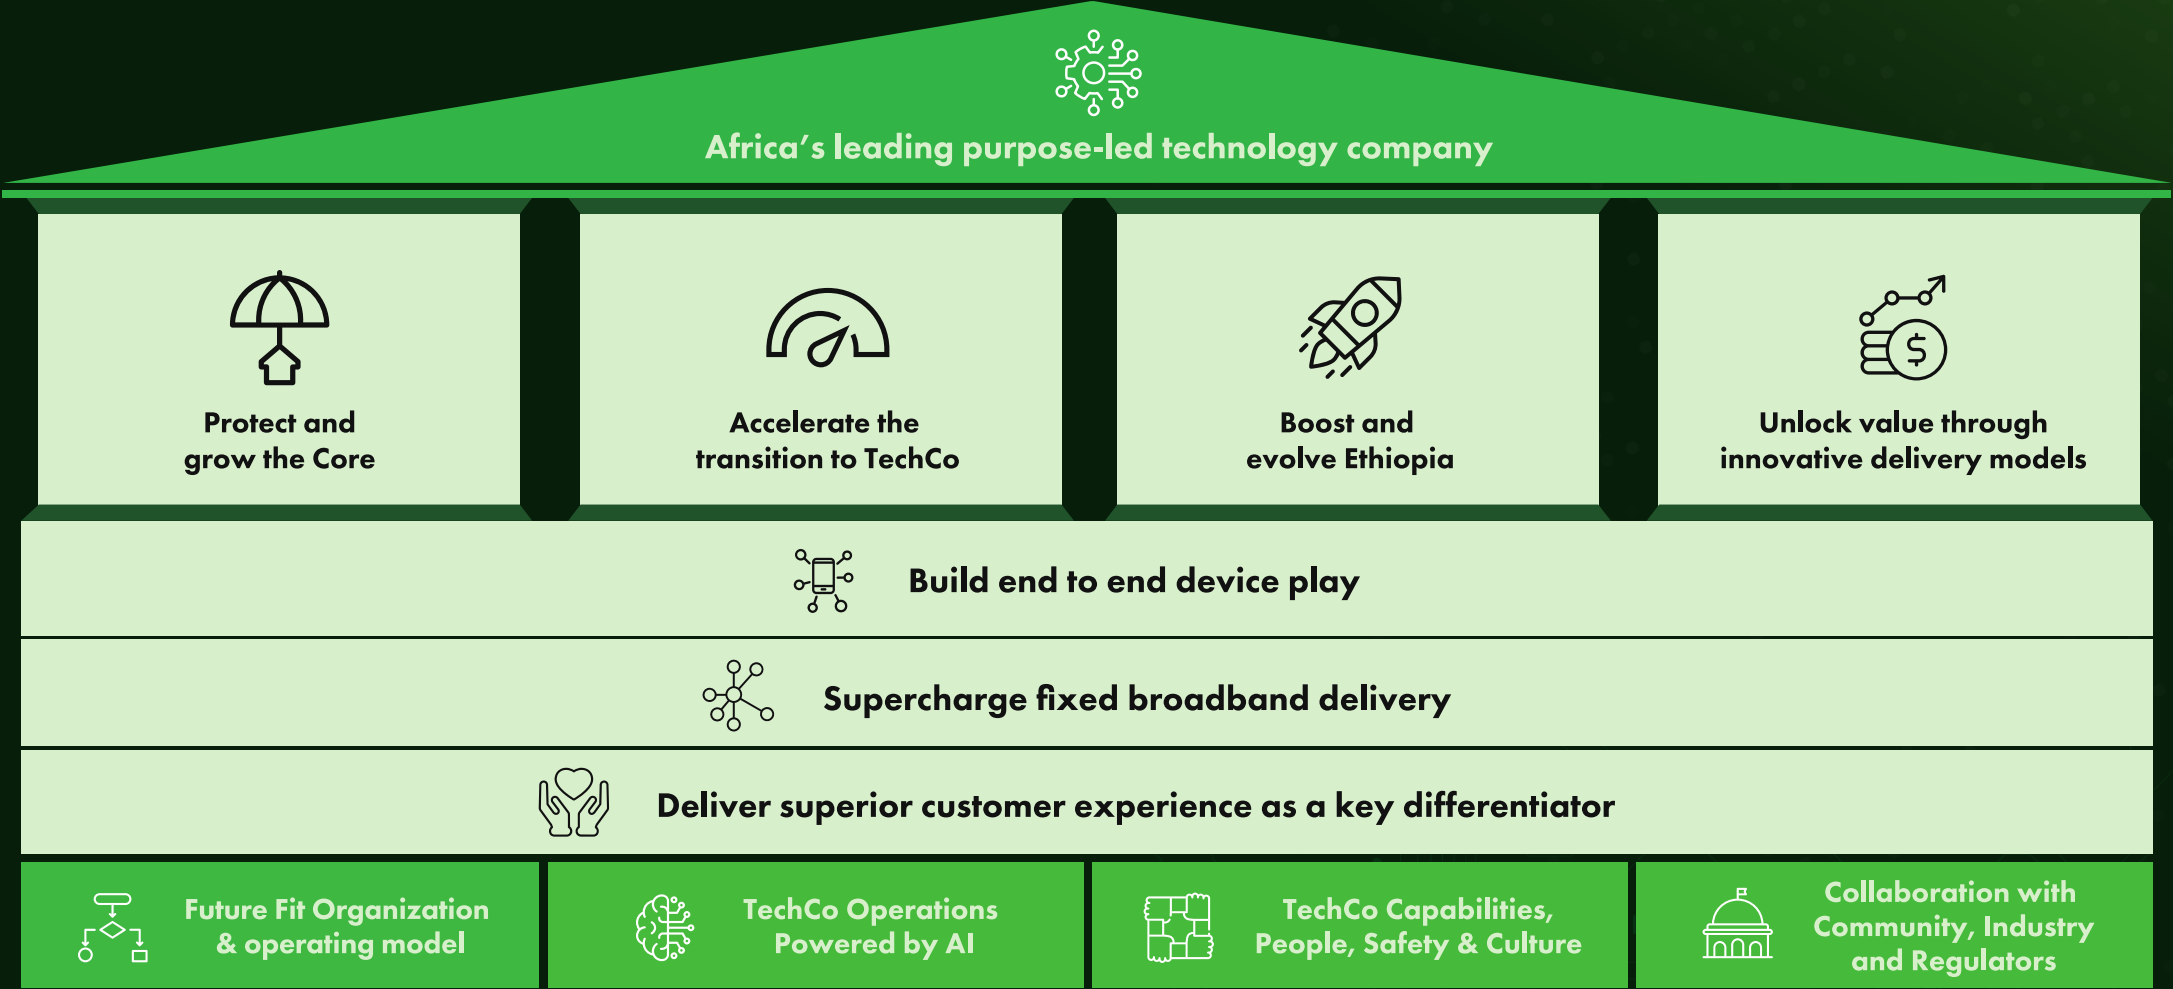 Africa’s leading purpose-led technology company
Protect and
grow the Core
Accelerate the
transition to TechCo
Boost and
evolve Ethiopia
Unlock value through
innovative delivery models
Build end to end device play
Supercharge fixed broadband delivery
Deliver superior customer experience as a key differentiator
Future Fit Organization
& operating model
TechCo Operations
Powered by AI
TechCo Capabilities,
People, Safety & Culture
Collaboration with
Community, Industry
and Regulators